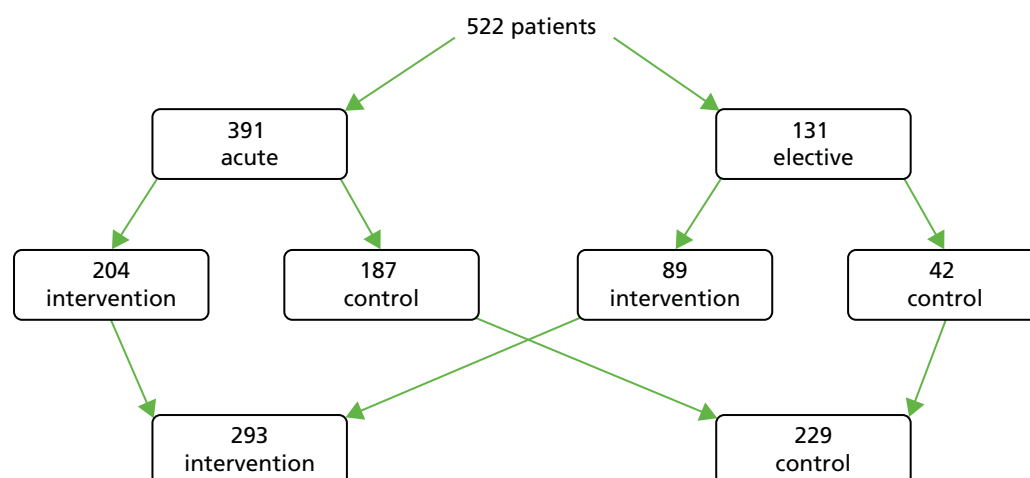 522 patients
391
acute
131
elective
204
intervention
187
control
89
intervention
42
control
293
intervention
229
control